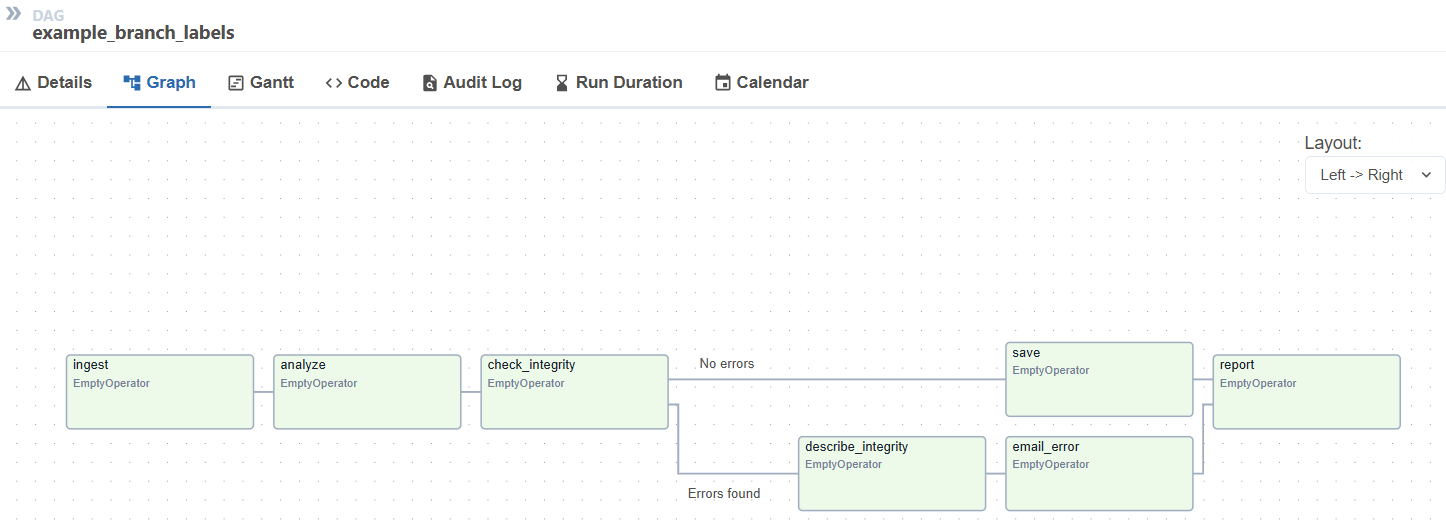 DAG
example_branch_labels
Details Graph Gantt Code Audit Log Run Duration Calendar
Layout:
Left -> Right
ingest
EmptyOperator
analyze
EmptyOperator
check_integrity
EmptyOperator
No errors
Errors found
save
EmptyOperator
describe_integrity
EmptyOperator
email_error
EmptyOperator
report
EmptyOperator